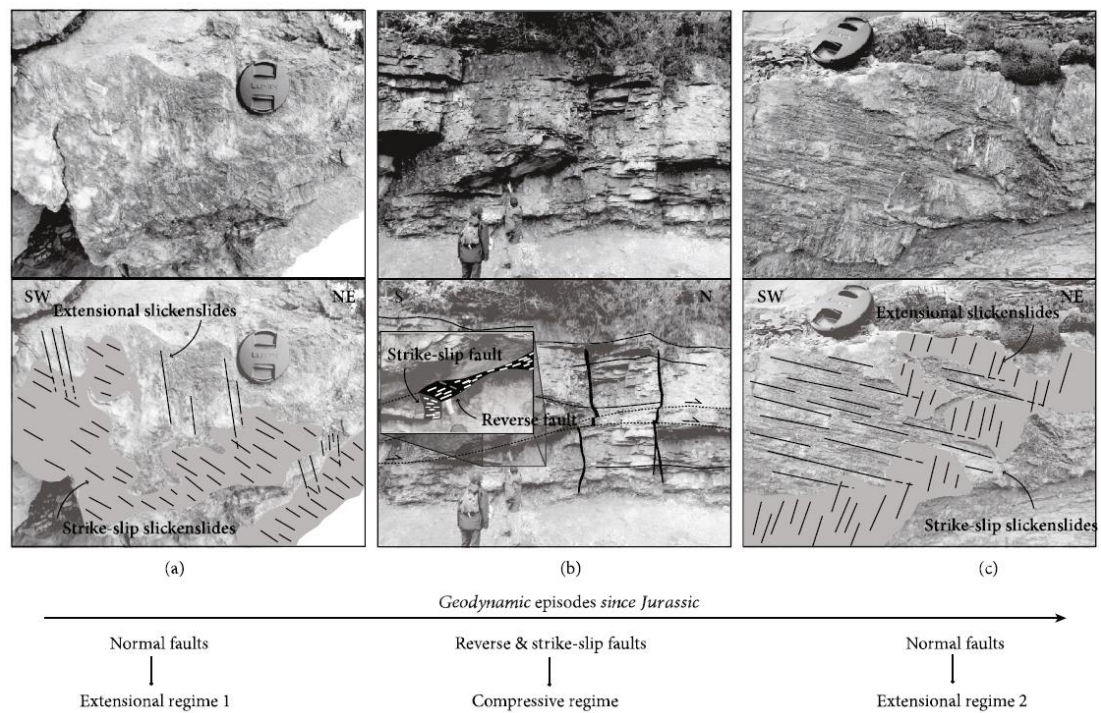 SW
NE
Extensional slickenslides
Strike-slip slickenslides
S
N
Strike-slip fault
Reverse fault
SW
NE
Extensional slickenslides
Strike-slip slickenslides
(a)
(b)
(c)
Geodynamic episodes since Jurassic
Normal faults
Reverse & strike-slip faults
Normal faults
Extensional regime 1
Compressive regime
Extensional regime 2